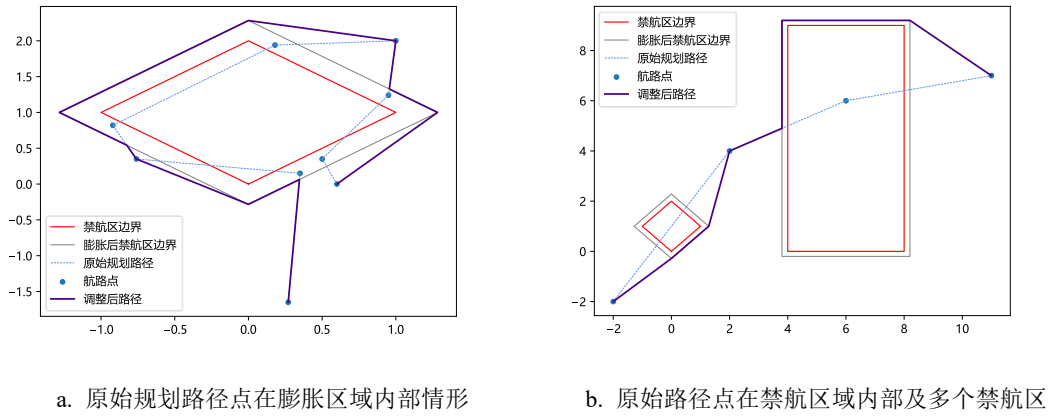 2.0
1.5
1.0
0.5
0.0
−0.5
−1.0
−1.5
禁航区边界
膨胀后禁航区边界
原始规划路径
航路点
调整后路径
−1.0 −0.5 0.0 0.5 1.0
a. 原始规划路径点在膨胀区域内部情形
禁航区边界
膨胀后禁航区边界
原始规划路径
航路点
调整后路径
8
6
4
2
0
−2
−2 0 2 4 6 8 10
b. 原始路径点在禁航区域内部及多个禁航区